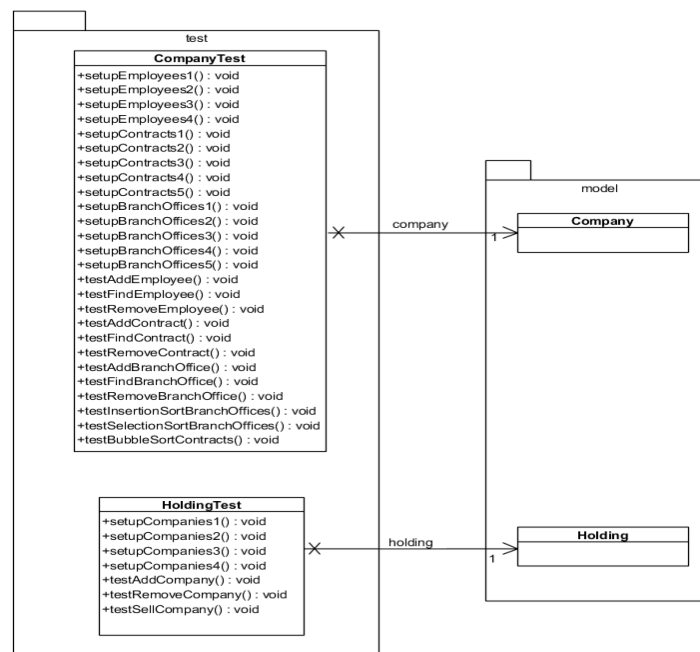 test
CompanyTest
+setupEmployees1() : void
+setupEmployees2() : void
+setupEmployees3() : void
+setupEmployees4() : void
+setupContracts1() : void
+setupContracts2() : void
+setupContracts3() : void
+setupContracts4() : void
+setupContracts5() : void
+setupBranchOffices1() : void
+setupBranchOffices2() : void
+setupBranchOffices3() : void
+setupBranchOffices4() : void
+setupBranchOffices5() : void
+testAddEmployee() : void
+testFindEmployee() : void
+testRemoveEmployee() : void
+testAddContract() : void
+testFindContract() : void
+testRemoveContract() : void
+testAddBranchOffice() : void
+testFindBranchOffice() : void
+testRemoveBranchOffice() : void
+testInsertionSortBranchOffices() : void
+testSelectionSortBranchOffices() : void
+testBubbleSortContracts() : void
company
1
model
Company
HoldingTest
+setupCompanies1() : void
+setupCompanies2() : void
+setupCompanies3() : void
+setupCompanies4() : void
+testAddCompany() : void
+testRemoveCompany() : void
+testSellCompany() : void
holding
1
Holding